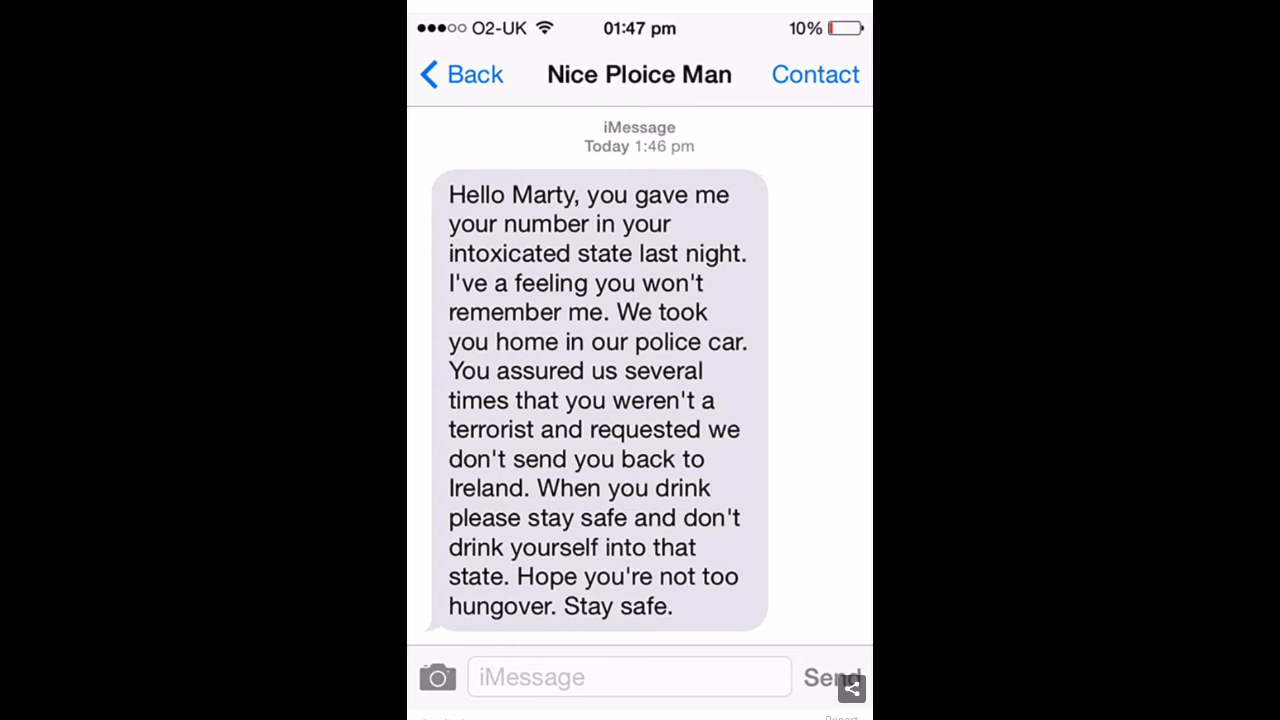 O2-UK 01:47 pm 10%
Back Nice Ploice Man Contact
iMessage
Today 1:46 pm
Hello Marty, you gave me
your number in your
intoxicated state last night.
I've a feeling you won't
remember me. We took
you home in our police car.
You assured us several
times that you weren't a
terrorist and requested we
don't send you back to
Ireland. When you drink
please stay safe and don't
drink yourself into that
state. Hope you're not too
hungover. Stay safe.
iMessage Send